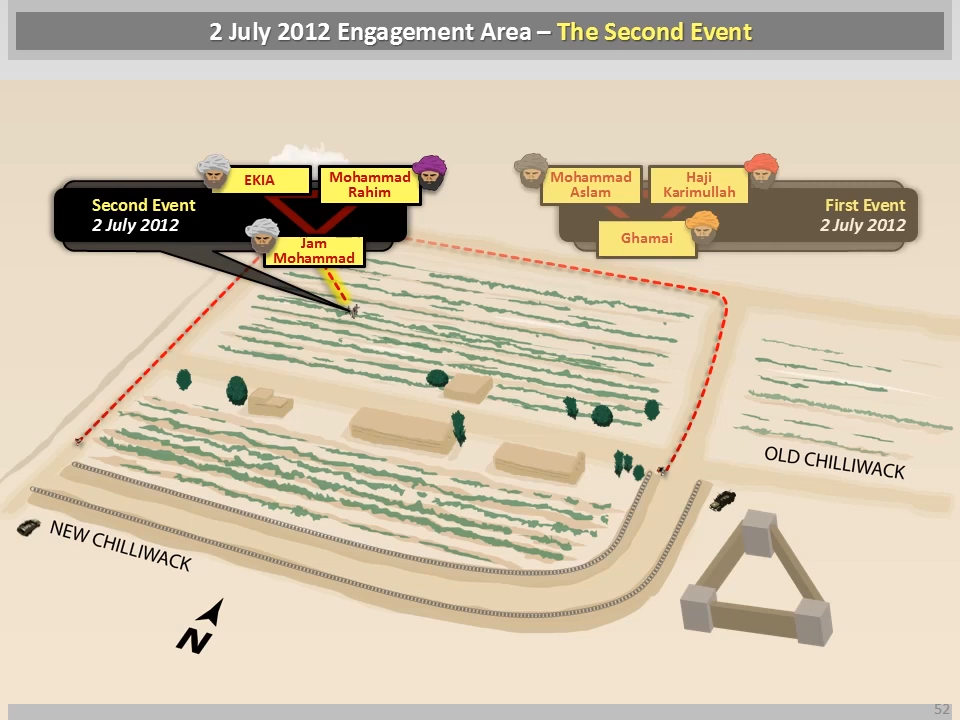 2 July 2012 Engagement Area – The Second Event
EKIA
Mohammad
Rahim
Mohammad
Aslam
Haji
Karimullah
Second Event
2 July 2012
First Event
2 July 2012
Ghamai
Jam
Mohammad
OLD CHILLIWACK
NEW CHILLIWACK
N
52